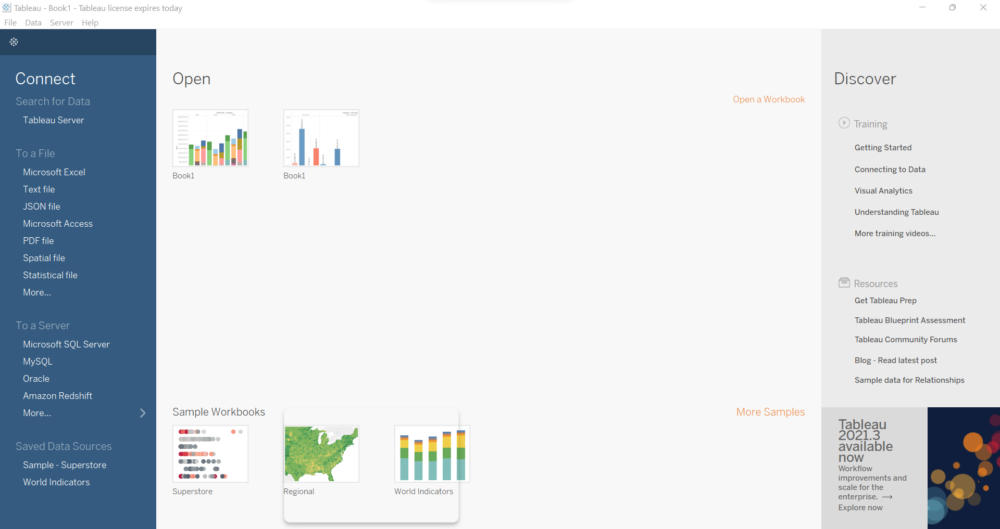 Tableau - Book1 - Tableau license expires today
File Data Server Help
Connect
Search for Data
Tableau Server
To a File
Microsoft Excel
Text file
JSON file
Microsoft Access
PDF file
Spatial file
Statistical file
More...
To a Server
Microsoft SQL Server
MySQL
Oracle
Amazon Redshift
More...
Saved Data Sources
Sample - Superstore
World Indicators
Open
Open a Workbook
Book1
Book1
Sample Workbooks
More Samples
Superstore
Regional
World Indicators
Discover
Training
Getting Started
Connecting to Data
Visual Analytics
Understanding Tableau
More training videos...
Resources
Get Tableau Prep
Tableau Blueprint Assessment
Tableau Community Forums
Blog - Read latest post
Sample data for Relationships
Tableau
2021.3
available
now
Workflow
improvements and
scale for the
enterprise. →
Explore now